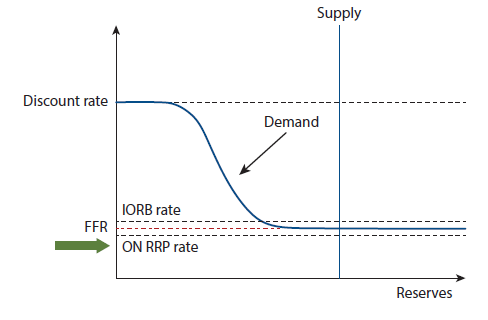 Supply
Discount rate
Demand
IORB rate
FFR
ON RRP rate
Reserves